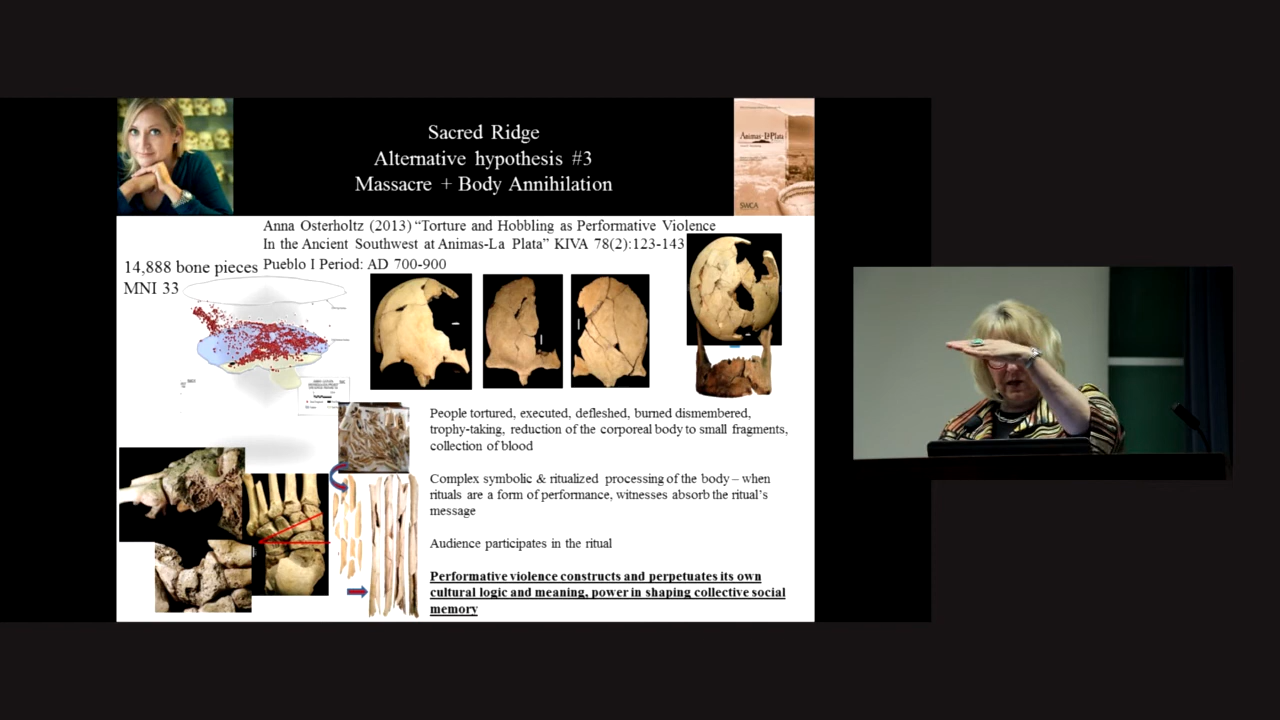 Sacred Ridge
Alternative hypothesis #3
Massacre + Body Annihilation
Animas-La Plata
SWCA
Anna Osterholtz (2013) “Torture and Hobbling as Performative Violence
In the Ancient Southwest at Animas-La Plata” KIVA 78(2):123-143
Pueblo I Period: AD 700-900
14,888 bone pieces
MNI 33
People tortured, executed, defleshed, burned dismembered,
trophy-taking, reduction of the corporeal body to small fragments,
collection of blood
Complex symbolic & ritualized processing of the body – when
rituals are a form of performance, witnesses absorb the ritual’s
message
Audience participates in the ritual
Performative violence constructs and perpetuates its own
cultural logic and meaning, power in shaping collective social
memory